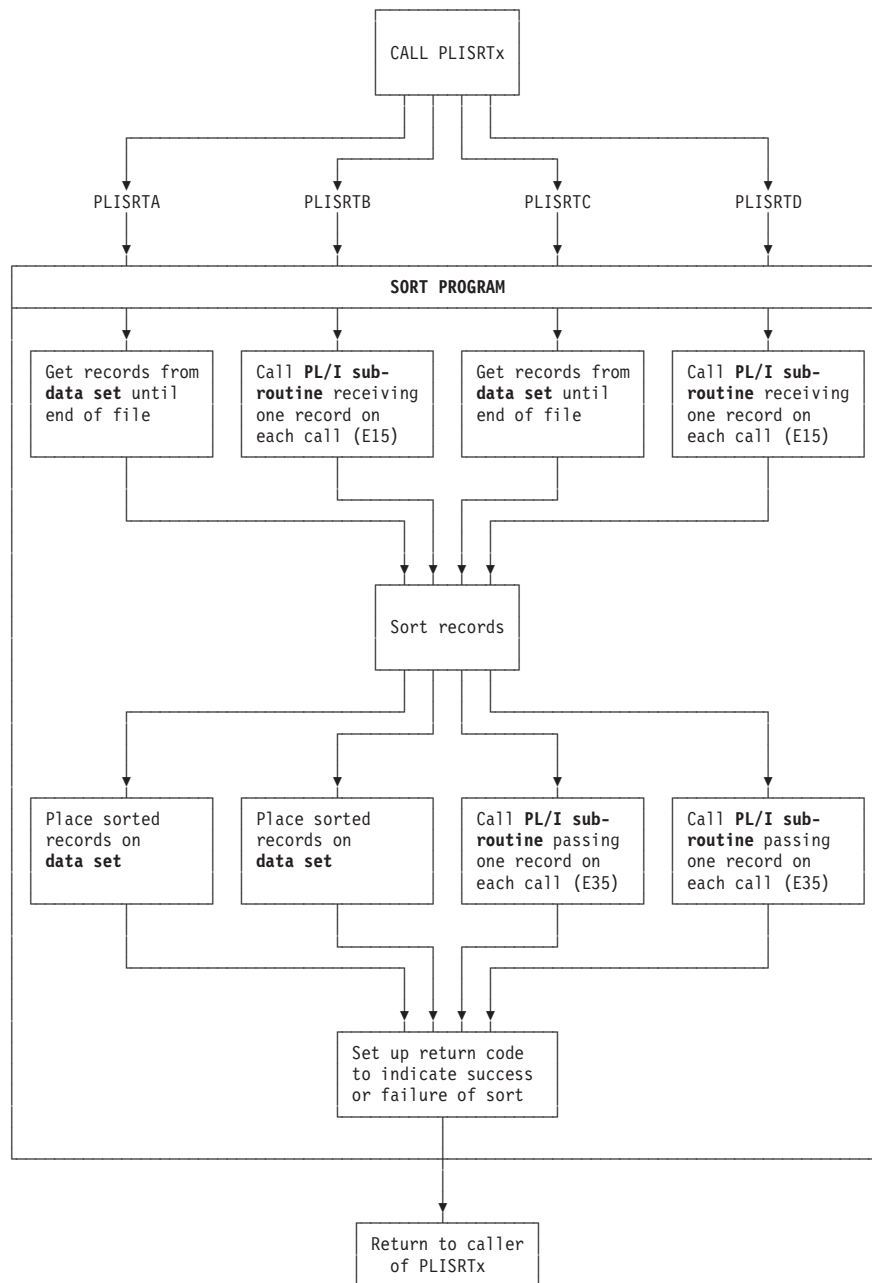 CALL PLISRTx
PLISRTA
PLISRTB
PLISRTC
PLISRTD
SORT PROGRAM
Get records from
data set until
end of file
Call PL/I sub-
routine receiving
one record on
each call (E15)
Get records from
data set until
end of file
Call PL/I sub-
routine receiving
one record on
each call (E15)
Sort records
Place sorted
records on
data set
Place sorted
records on
data set
Call PL/I sub-
routine passing
one record on
each call (E35)
Call PL/I sub-
routine passing
one record on
each call (E35)
Set up return code
to indicate success
or failure of sort
Return to caller
of PLISRTx